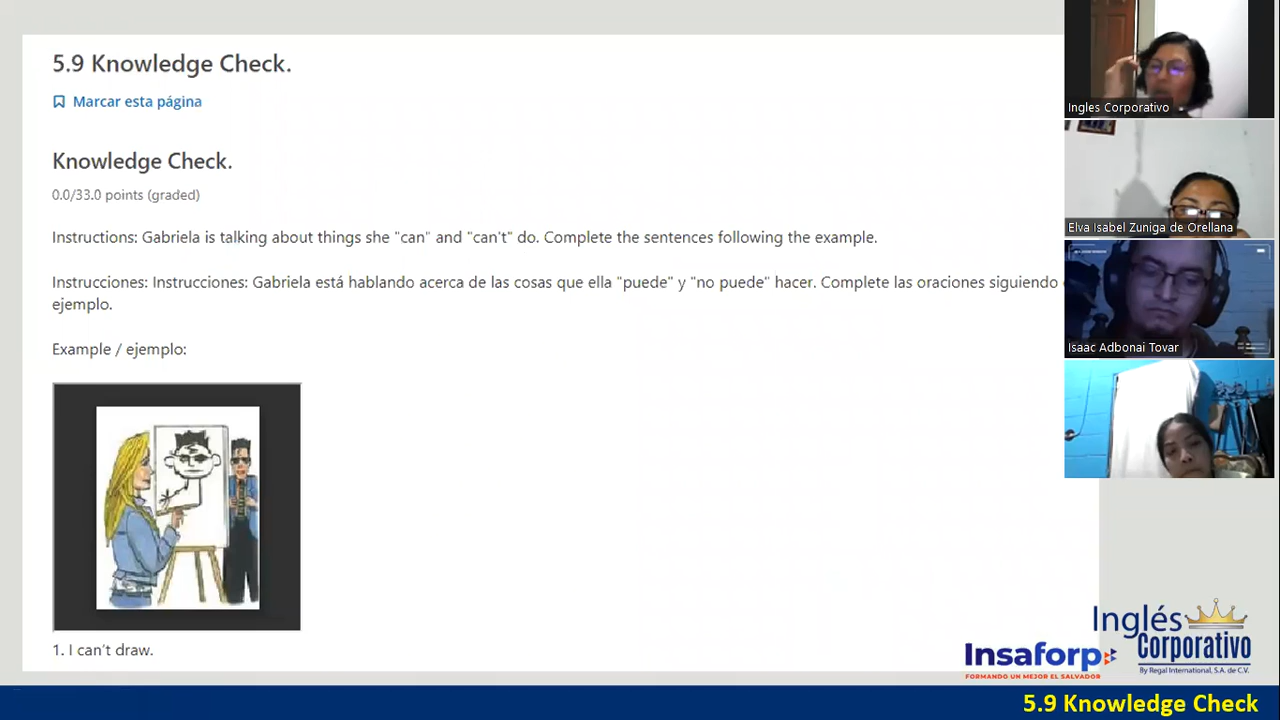 5.9 Knowledge Check.
Marcar esta página
Knowledge Check.
0.0/33.0 points (graded)
Instructions: Gabriela is talking about things she "can" and "can't" do. Complete the sentences following the example.
Instrucciones: Instrucciones: Gabriela está hablando acerca de las cosas que ella "puede" y "no puede" hacer. Complete las oraciones siguiendo
ejemplo.
Example / ejemplo:
1. I can't draw.
Ingles Corporativo
Elva Isabel Zuniga de Orellana
Isaac Adbonai Tovar
Insaforp
FORMANDO UN MEJOR EL SALVADOR
Inglés
Corporativo
By Regal International, S.A. de C.V.
5.9 Knowledge Check